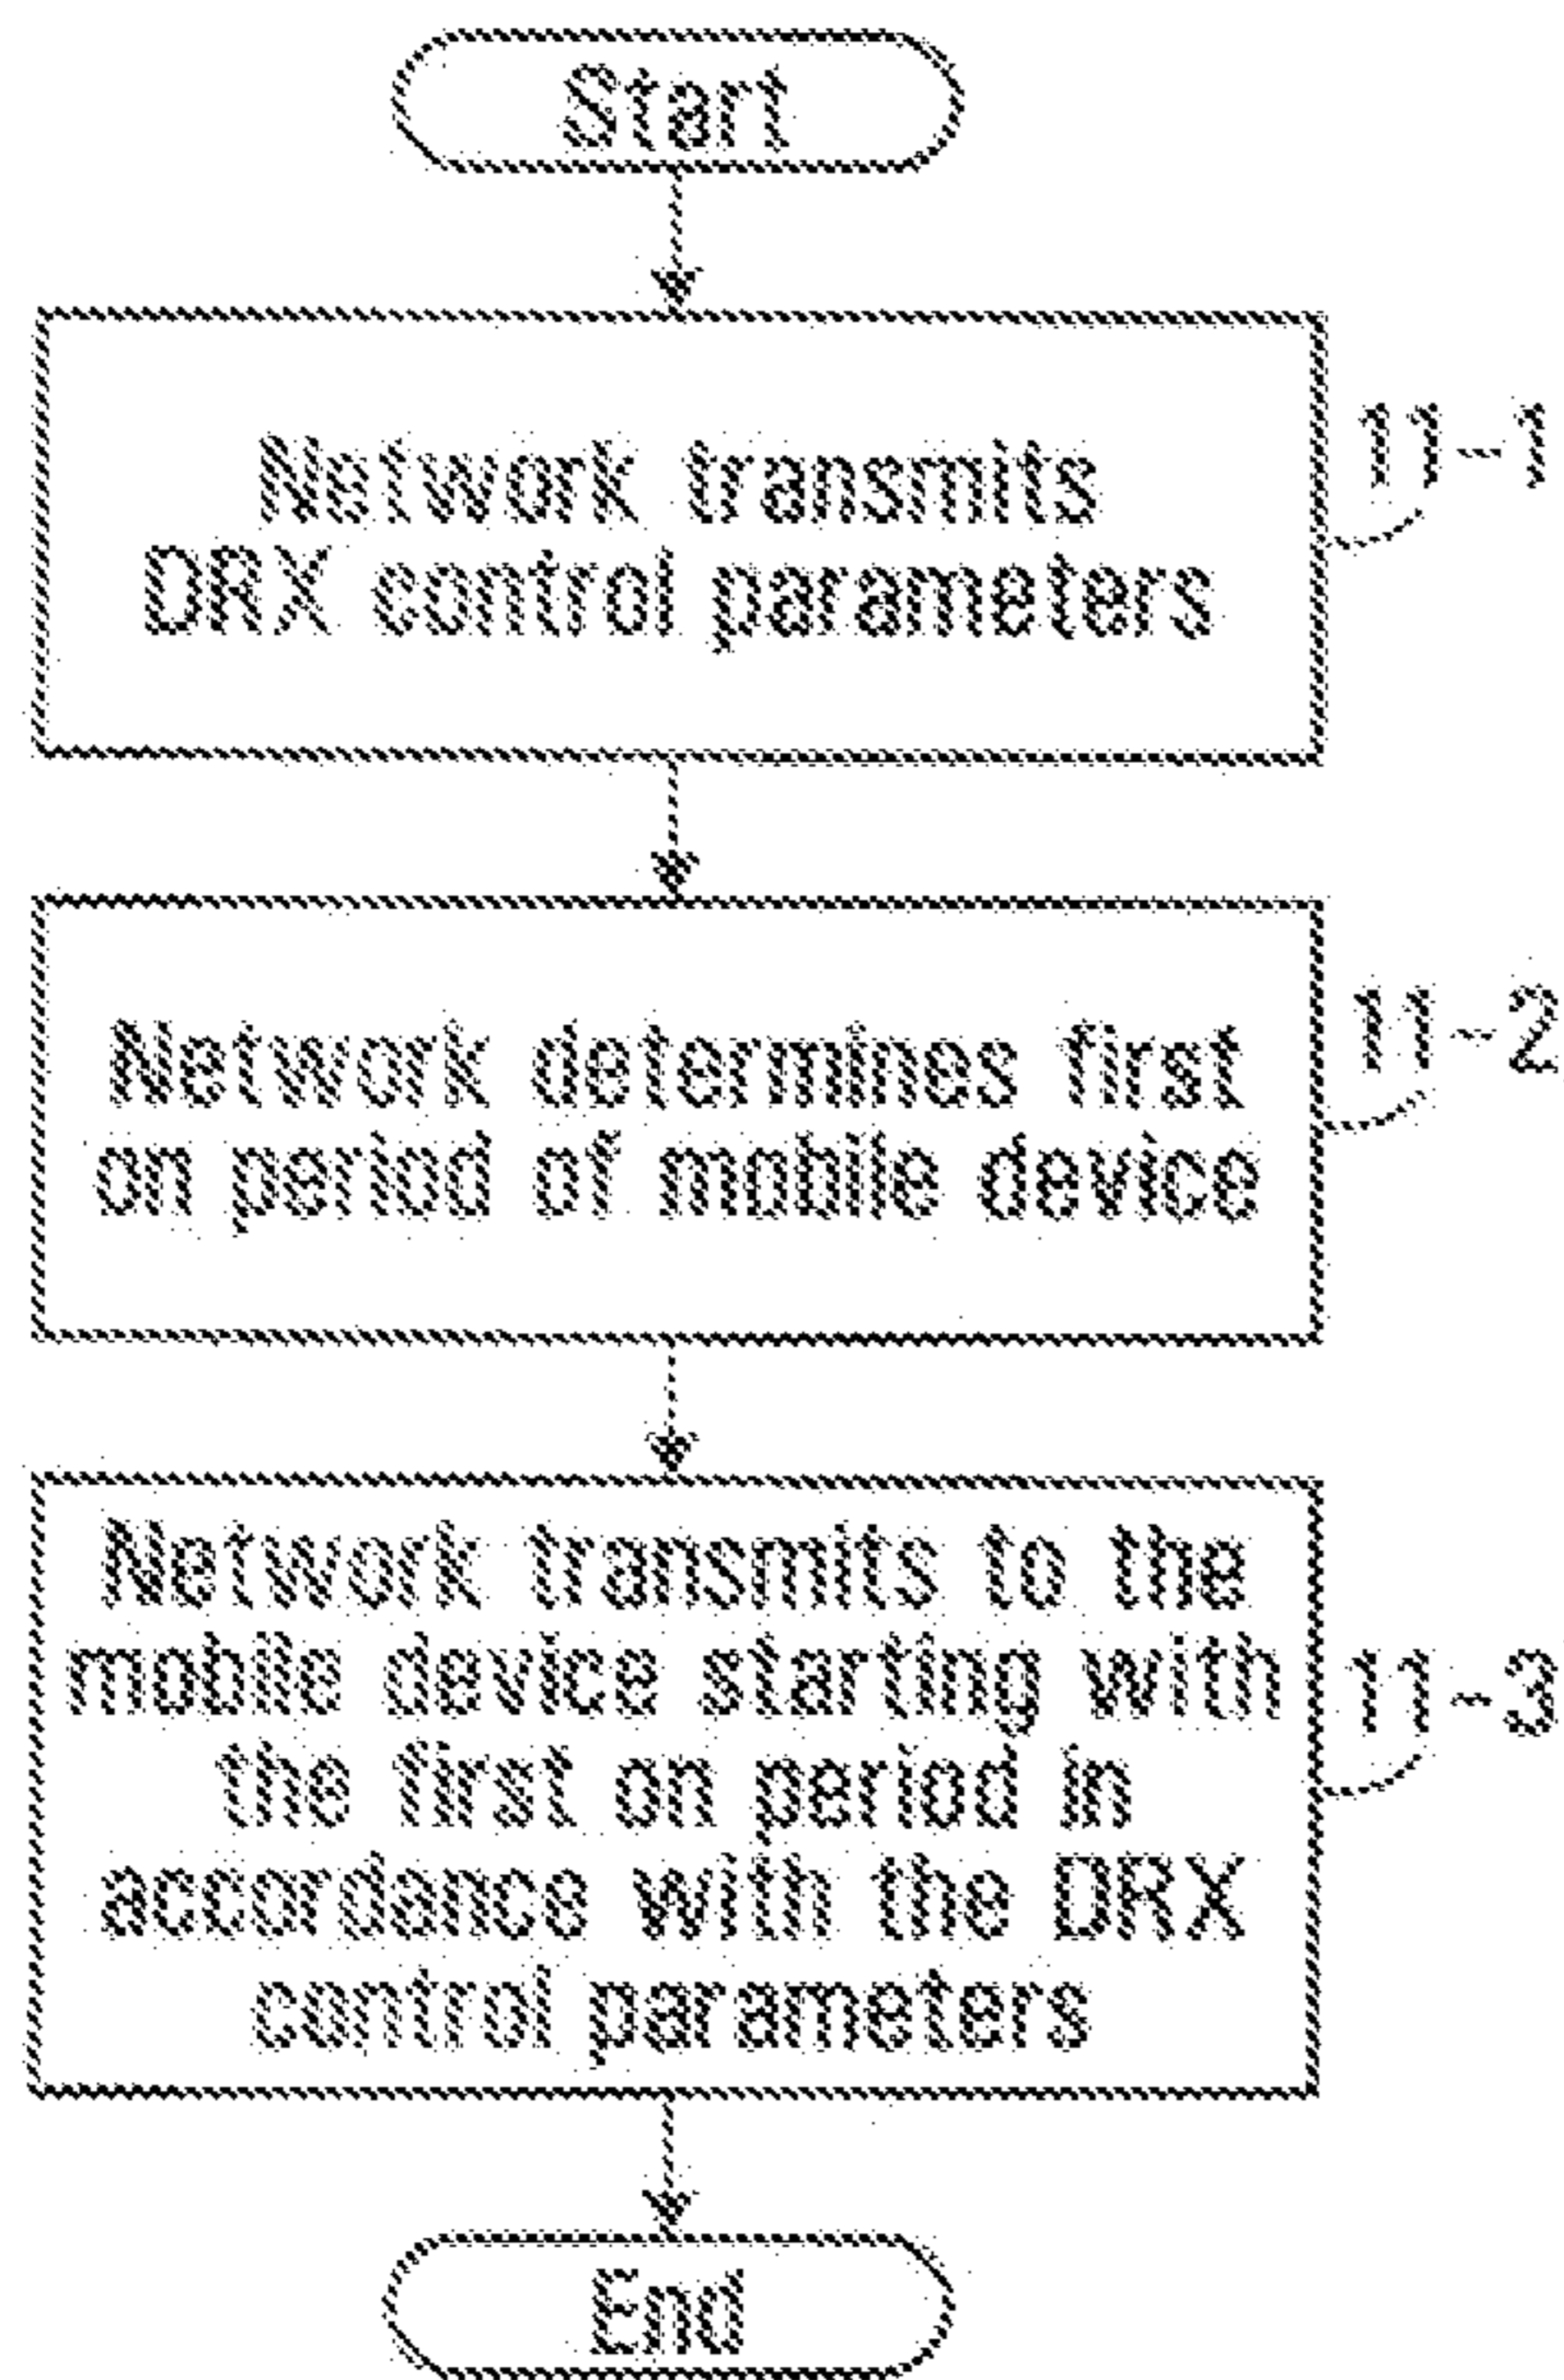 Start
Network transmits
DRX control parameters
11-1
Network determines first
on period of mobile device
11-2
Network transmits to the
mobile device starting with
the first on period in
accordance with the DRX
control parameters
11-3
End